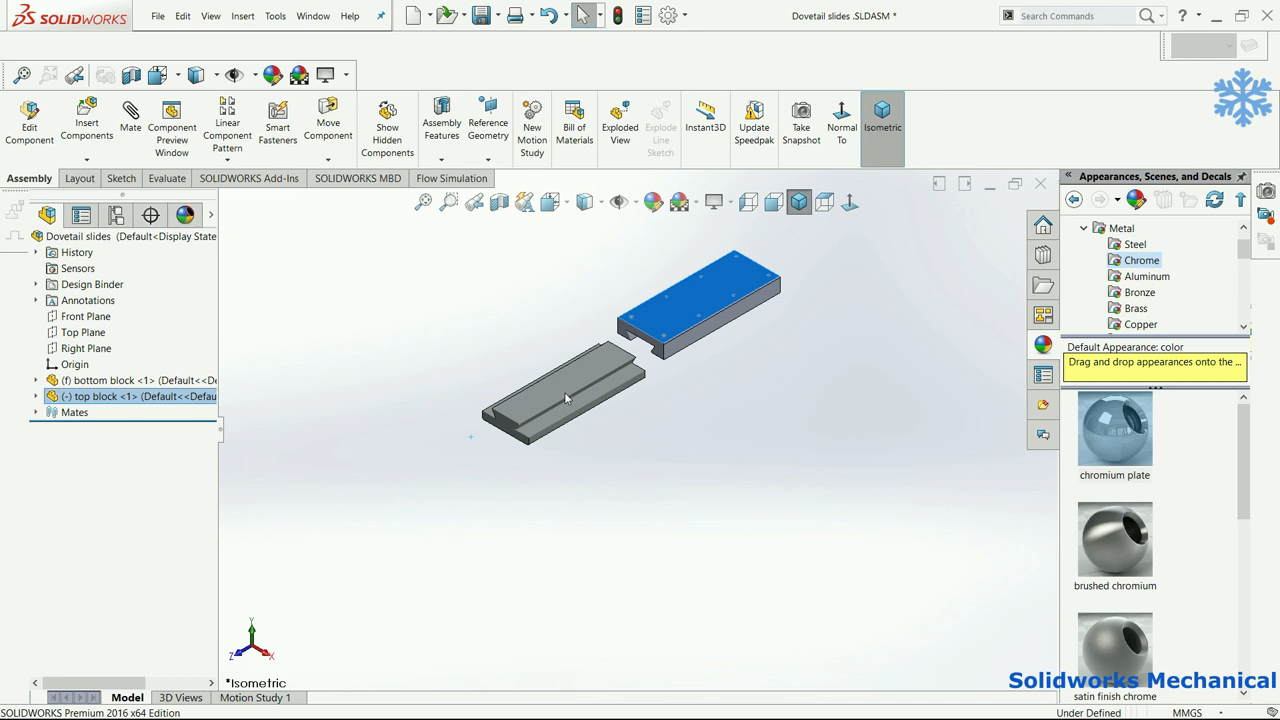 SOLIDWORKS
File Edit View Insert Tools Window Help
Dovetail slides .SLDASM *
Search Commands
Edit Component
Insert Components
Mate
Component Preview Window
Linear Component Pattern
Smart Fasteners
Move Component
Show Hidden Components
Assembly Features
Reference Geometry
New Motion Study
Bill of Materials
Exploded View
Explode Line Sketch
Instant3D
Update Speedpak
Take Snapshot
Normal To
Isometric
Assembly Layout Sketch Evaluate SOLIDWORKS Add-Ins SOLIDWORKS MBD Flow Simulation
Appearances, Scenes, and Decals
Dovetail slides (Default<Display State
History
Sensors
Design Binder
Annotations
Front Plane
Top Plane
Right Plane
Origin
(f) bottom block <1> (Default<<D
(-) top block <1> (Default<<Defau
Mates
Metal
Steel
Chrome
Aluminum
Bronze
Brass
Copper
Default Appearance: color
Drag and drop appearances onto the ...
chromium plate
brushed chromium
satin finish chrome
Y
Z
X
*Isometric
Solidworks Mechanical
Model 3D Views Motion Study 1
SOLIDWORKS Premium 2016 x64 Edition
Under Defined
MMGS